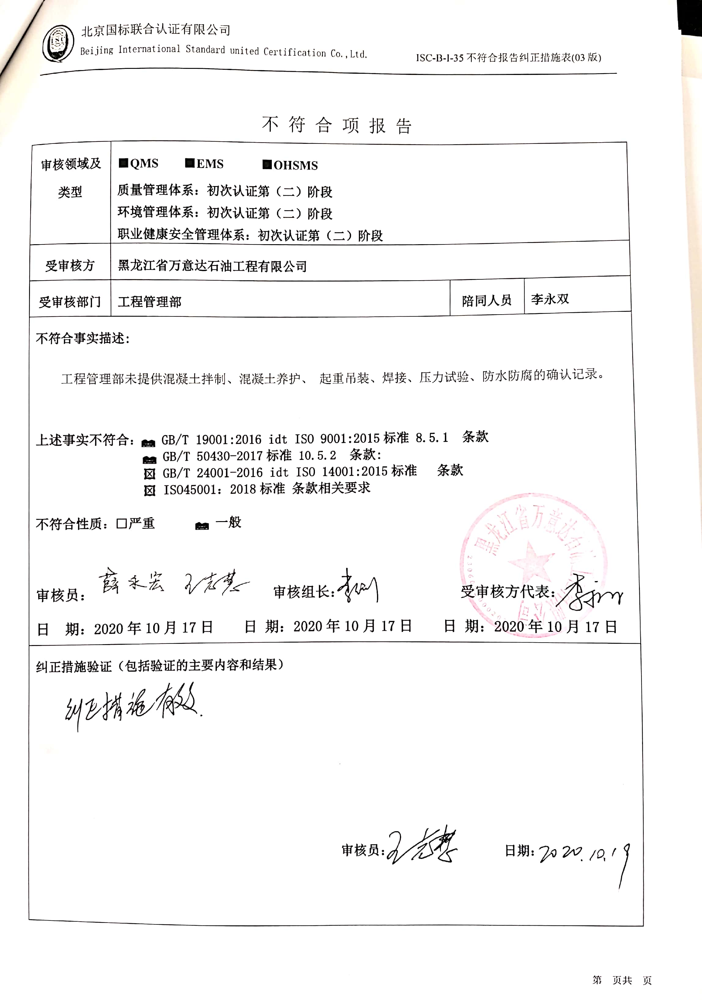 ISC
北京国标联合认证有限公司
Beijing International Standard united Certification Co.,Ltd.
ISC-B-I-35 不符合报告纠正措施表(03 版)
不符合项报告
审核领域及类型
■QMS ■EMS ■OHSMS
质量管理体系：初次认证第（二）阶段
环境管理体系：初次认证第（二）阶段
职业健康安全管理体系：初次认证第（二）阶段
受审核方 黑龙江省万意达石油工程有限公司
受审核部门 工程管理部 陪同人员 李永双
不符合事实描述：
工程管理部未提供混凝土拌制、混凝土养护、 起重吊装、焊接、压力试验、防水防腐的确认记录。
上述事实不符合： GB/T 19001:2016 idt ISO 9001:2015 标准 8.5.1 条款
GB/T 50430-2017 标准 10.5.2 条款:
☒ GB/T 24001-2016 idt ISO 14001:2015 标准 条款
☒ ISO45001：2018 标准 条款相关要求
不符合性质：□严重 一般
黑龙江省万意达石油工程有限公司
审核员：薛永宏 王志慧 审核组长： 受审核方代表：
日 期：2020 年 10 月 17 日 日 期：2020 年 10 月 17 日 日 期：2020 年 10 月 17 日
纠正措施验证（包括验证的主要内容和结果）
纠正措施有效.
审核员: 王志慧 日期: 2020.10.19
第 页共 页